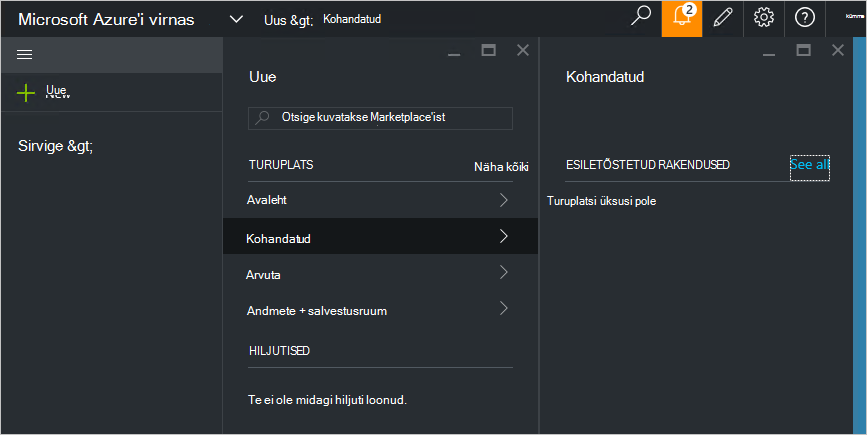 Microsoft Azure'i virnas
Uus &gt; Kohandatud
2
Uue
Sirvige &gt;
Uue
Otsige kuvatakse Marketplace'ist
TURUPLATS
Näha kõiki
Avaleht
Kohandatud
Arvuta
Andmete + salvestusruum
HILJUTISED
Te ei ole midagi hiljuti loonud.
Kohandatud
ESILETÕSTETUD RAKENDUSED
See all
Turuplatsi üksusi pole